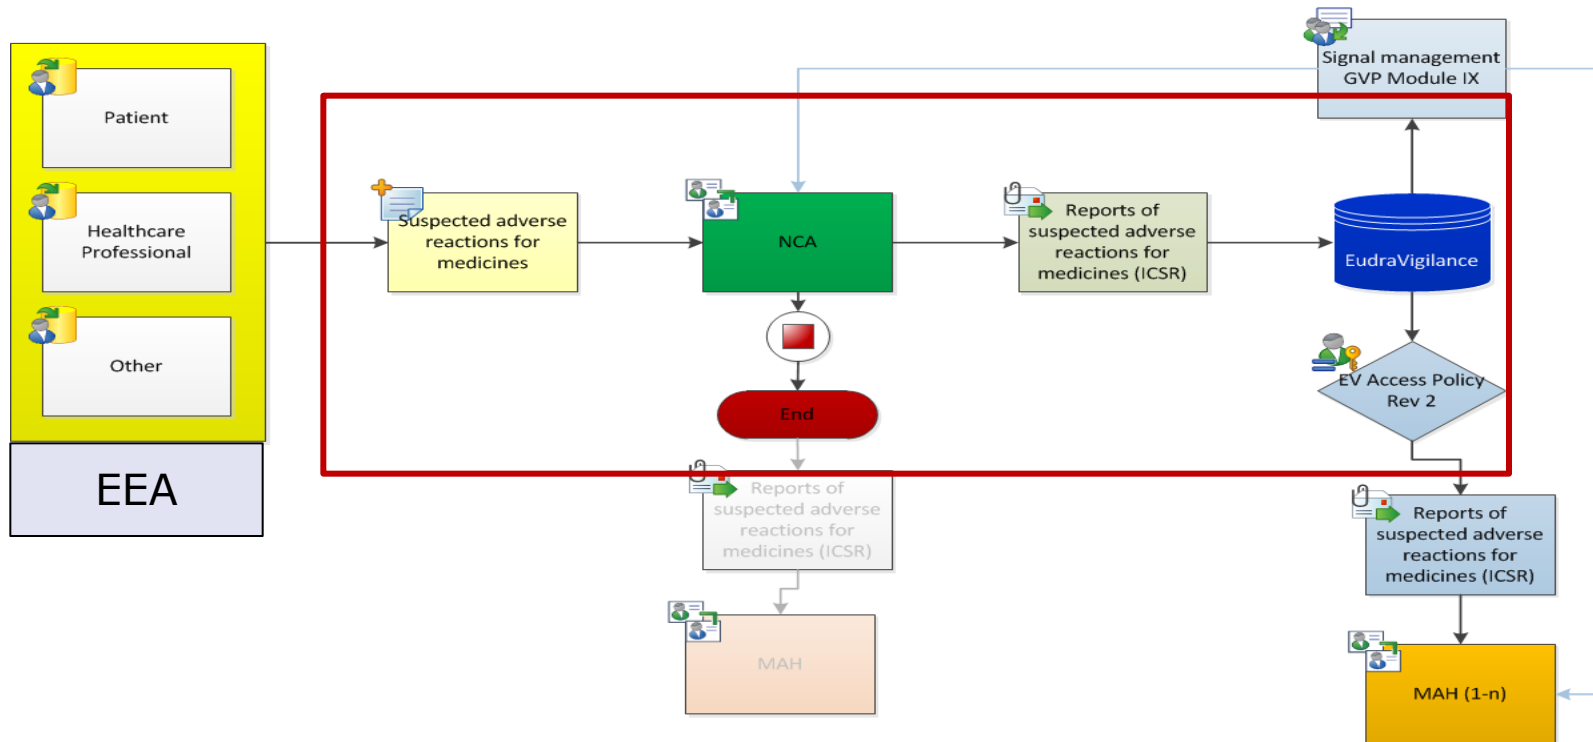 Patient
Healthcare
Professional
Other
EEA
Suspected adverse
reactions for
medicines
NCA
End
Reports of
suspected adverse
reactions for
medicines (ICSR)
MAH
Reports of
suspected adverse
reactions for
medicines (ICSR)
Signal management
GVP Module IX
EudraVigilance
EV Access Policy
Rev 2
Reports of
suspected adverse
reactions for
medicines (ICSR)
MAH (1-n)